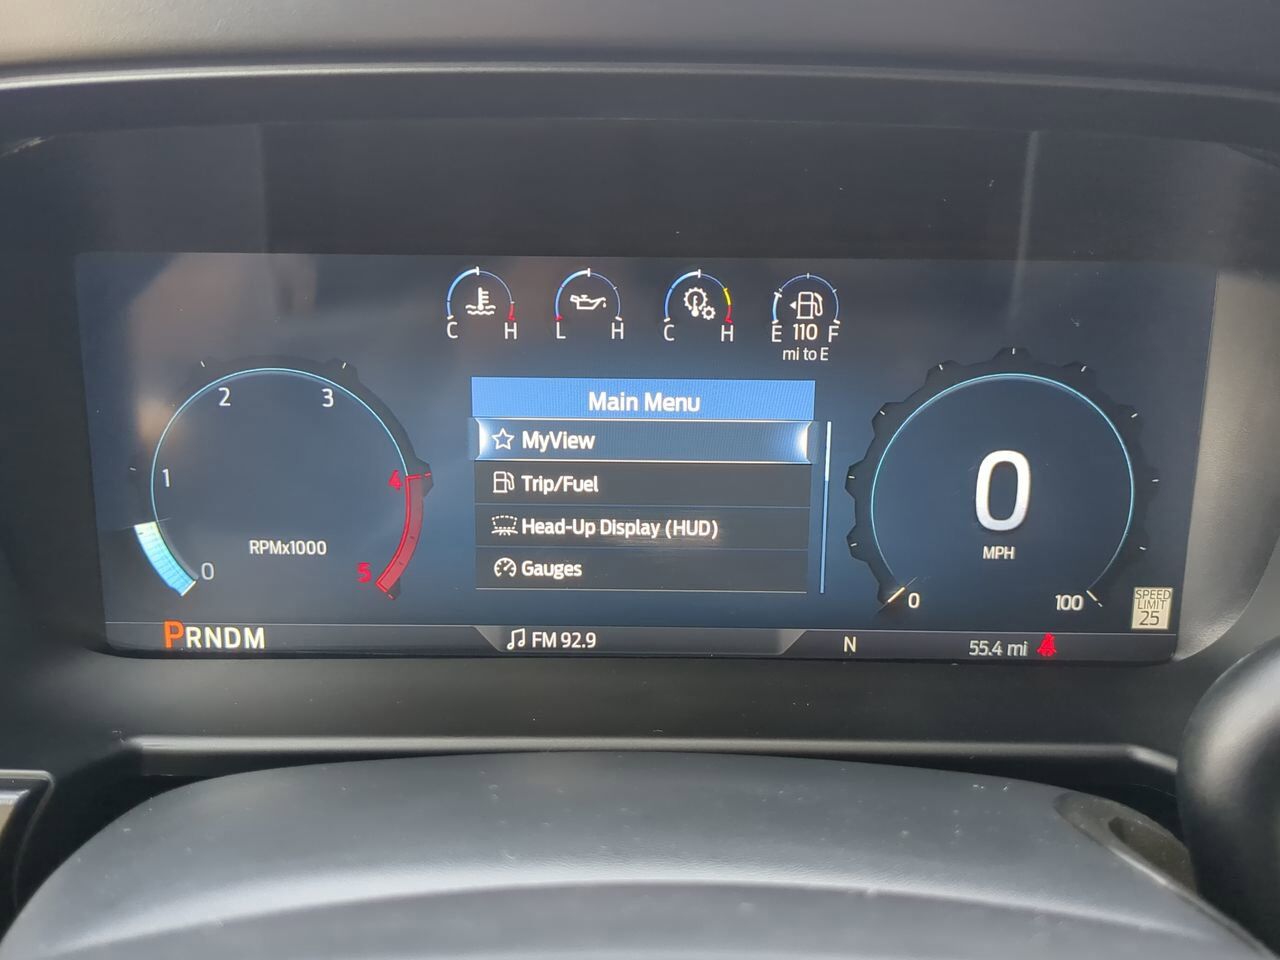 C H
L H
C H
E 110 F
mi to E
Main Menu
MyView
Trip/Fuel
Head-Up Display (HUD)
Gauges
0
1
2
3
4
5
RPMx1000
0
MPH
0
100
SPEED
LIMIT
25
PRNDM
FM 92.9
N
55.4 mi